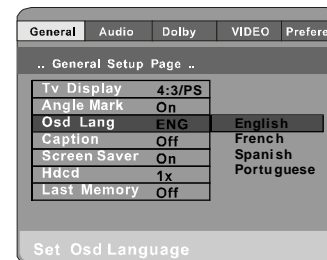 General Audio Dolby VIDEO Prefere
.. General Setup Page ..
Tv Display 4:3/PS
Angle Mark On
Osd Lang ENG English
Caption Off French
Screen Saver On Spanish
Hdcd 1x Portuguese
Last Memory Off
Set Osd Language